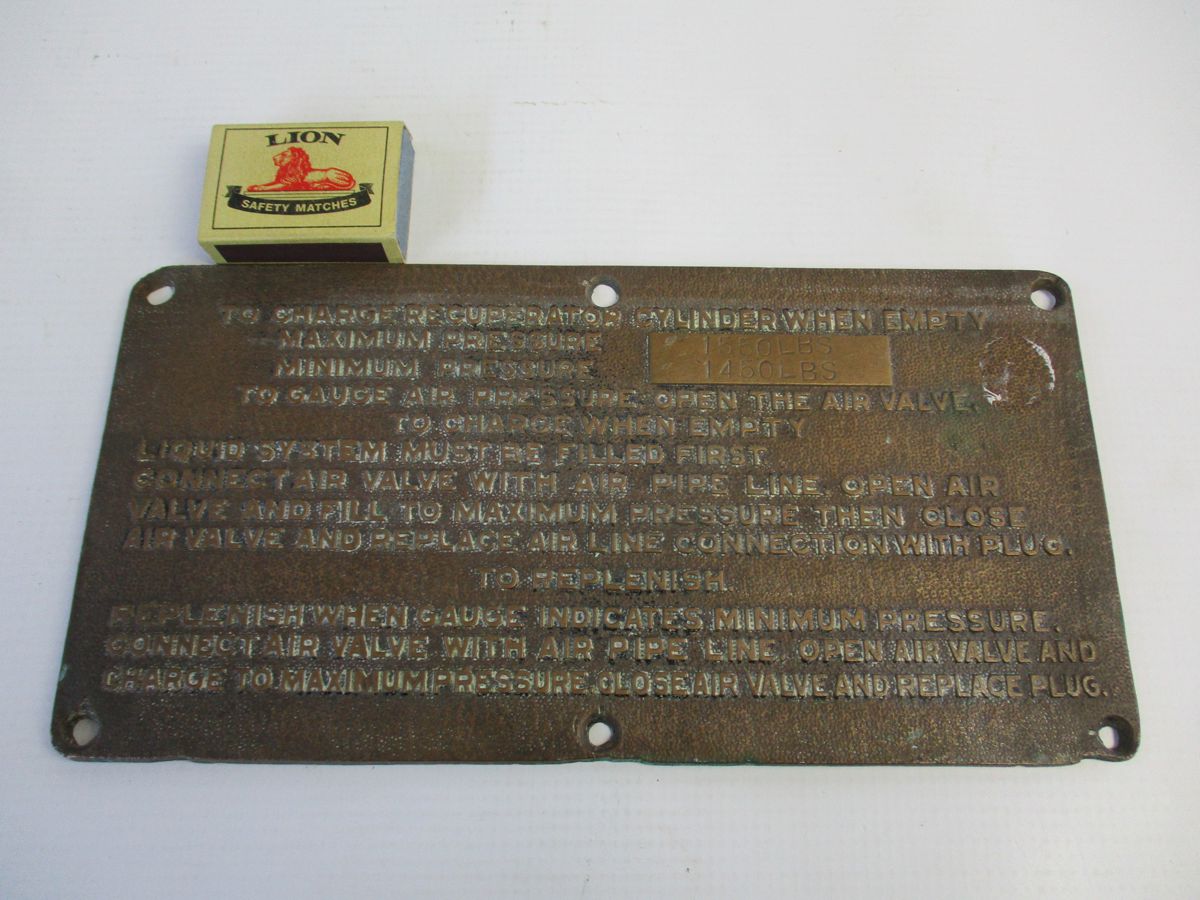 LION
SAFETY MATCHES
TO CHARGE RECUPERATOR CYLINDER WHEN EMPTY
MAXIMUM PRESSURE 1550LBS
MINIMUM PRESSURE 1450LBS
TO GAUGE AIR PRESSURE, OPEN THE AIR VALVE.
TO CHARGE WHEN EMPTY
LIQUID SYSTEM MUST BE FILLED FIRST
CONNECT AIR VALVE WITH AIR PIPE LINE. OPEN AIR
VALVE AND FILL TO MAXIMUM PRESSURE THEN CLOSE
AIR VALVE AND REPLACE AIR LINE CONNECTION WITH PLUG.
TO REPLENISH
REPLENISH WHEN GAUGE INDICATES MINIMUM PRESSURE.
CONNECT AIR VALVE WITH AIR PIPE LINE. OPEN AIR VALVE AND
CHARGE TO MAXIMUM PRESSURE. CLOSE AIR VALVE AND REPLACE PLUG.